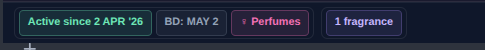 Active since 2 APR '26 BD: MAY 2 ♀ Perfumes 1 fragrance